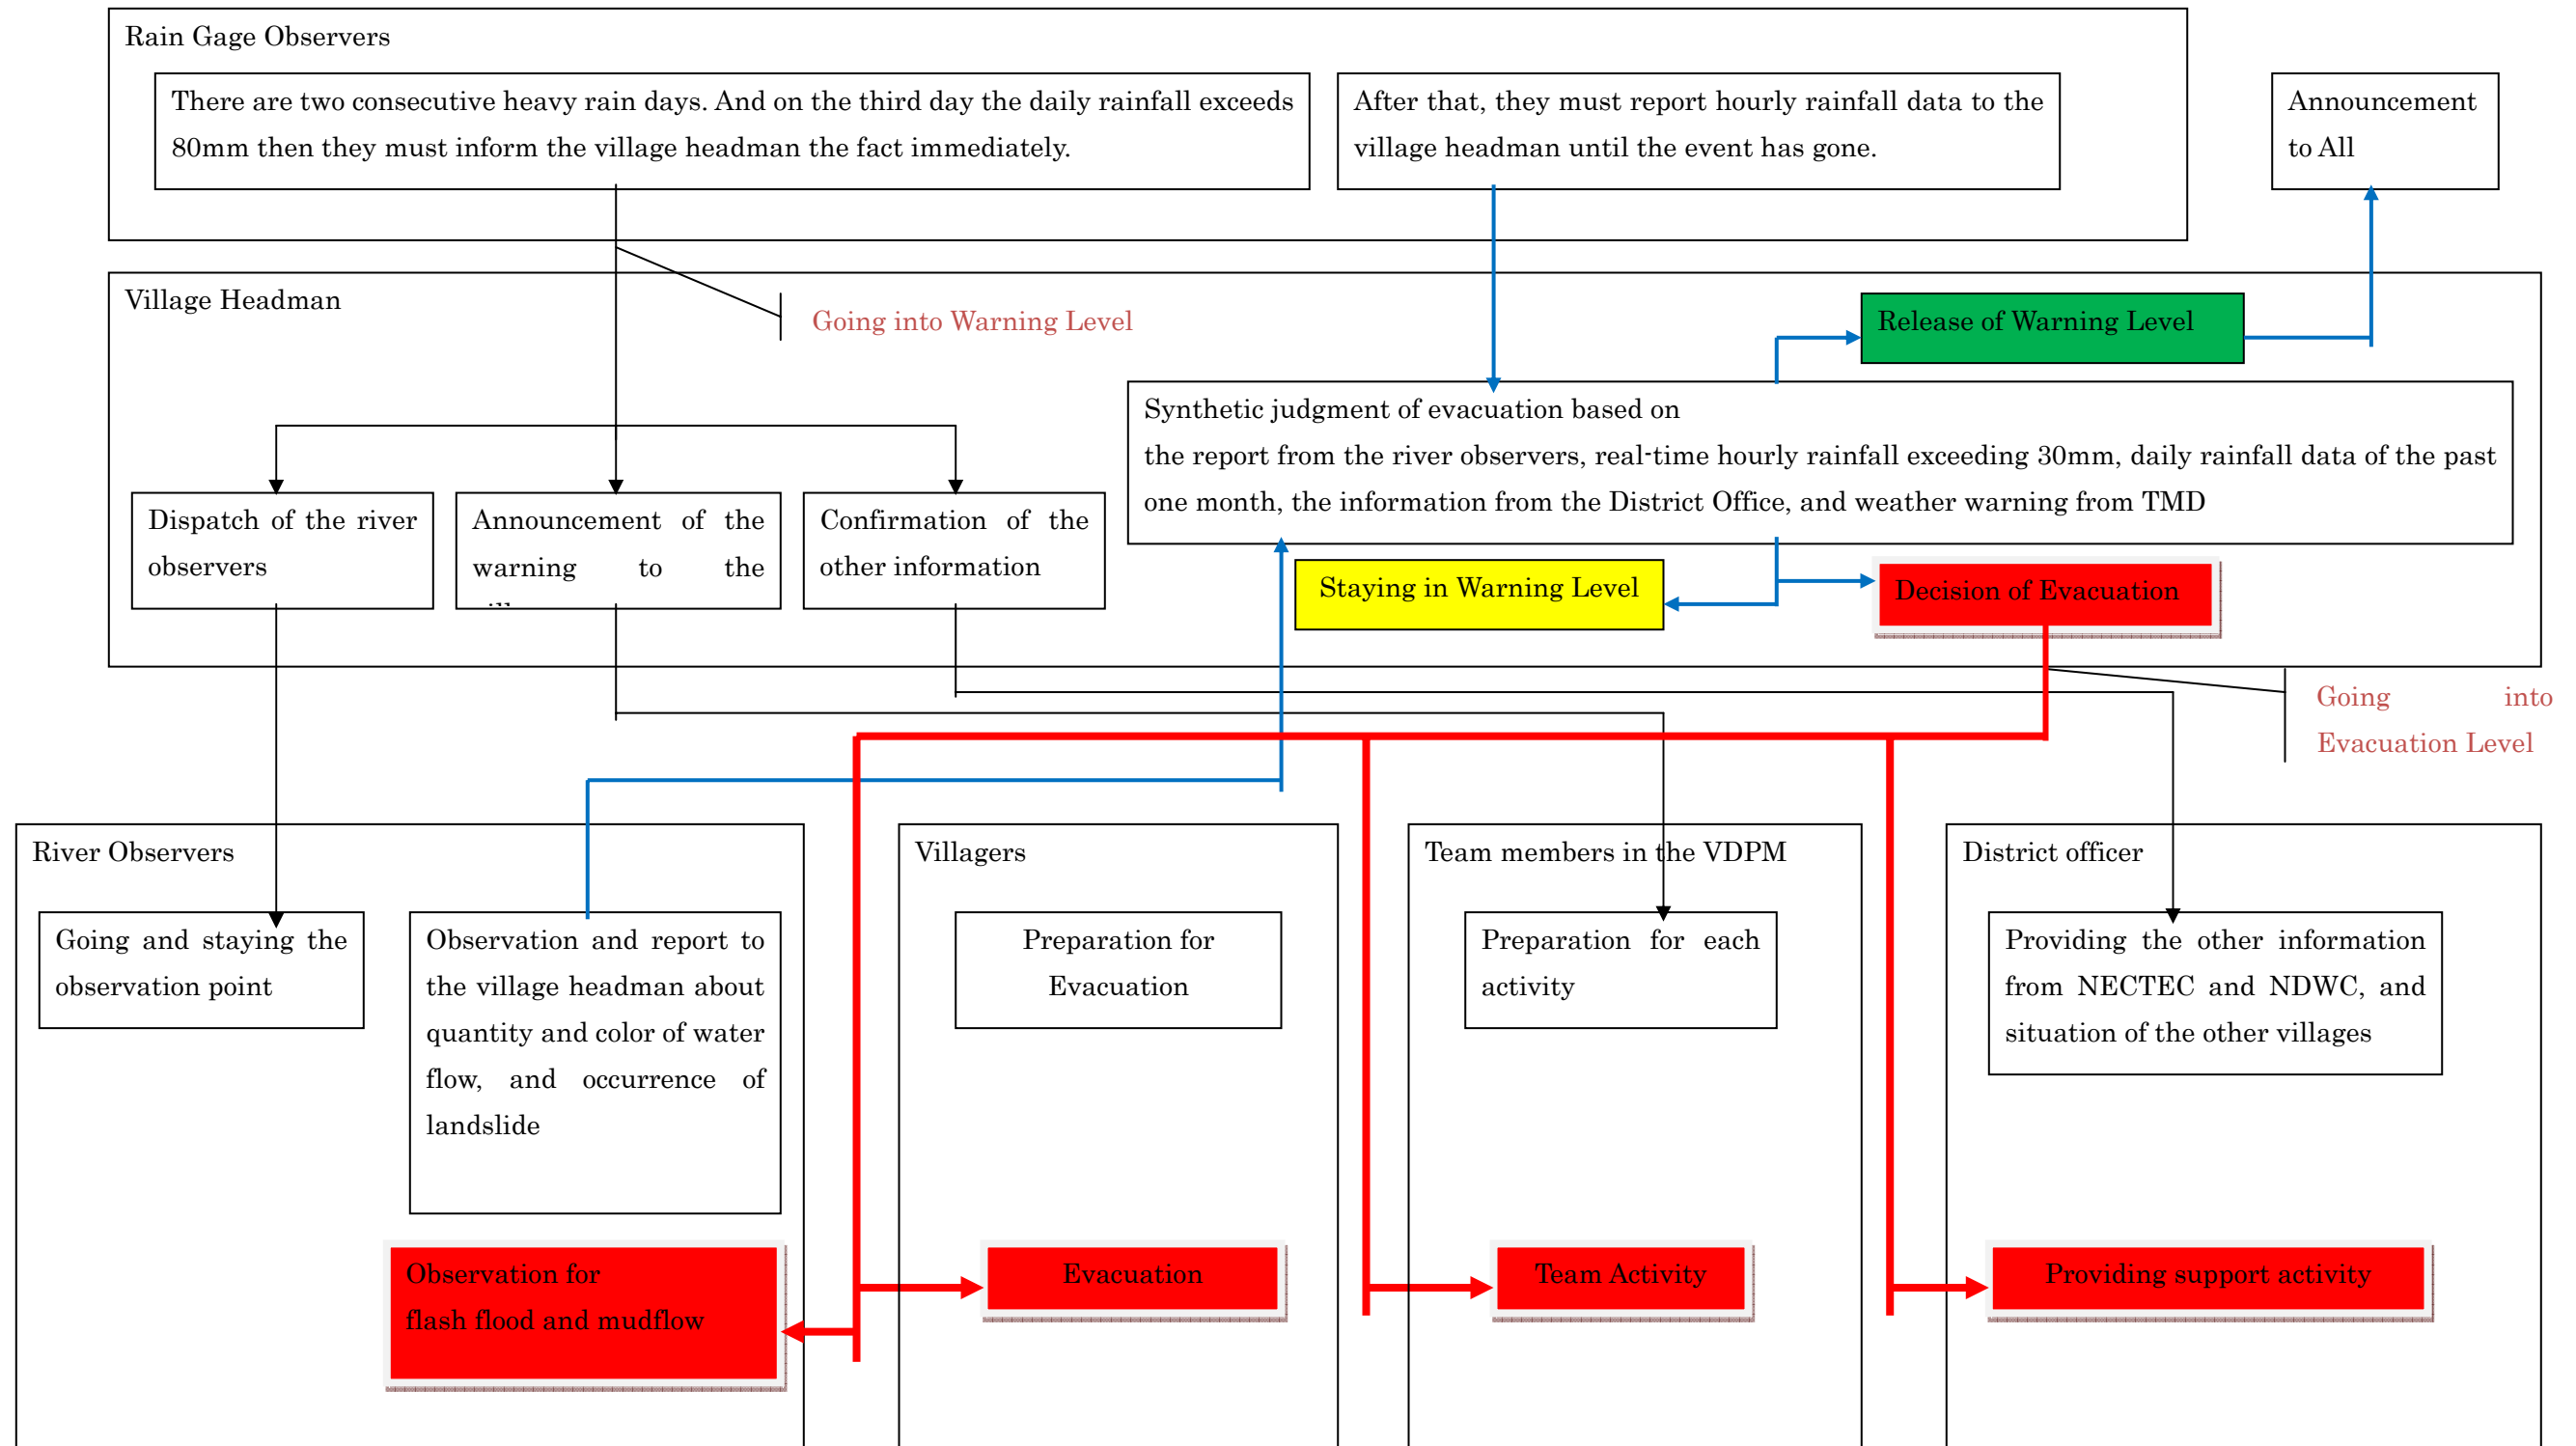 Rain Gage Observers
There are two consecutive heavy rain days. And on the third day the daily rainfall exceeds
80mm then they must inform the village headman the fact immediately.
After that, they must report hourly rainfall data to the
village headman until the event has gone.
Announcement
to All
Village Headman
Going into Warning Level
Release of Warning Level
Synthetic judgment of evacuation based on
the report from the river observers, real-time hourly rainfall exceeding 30mm, daily rainfall data of the past
one month, the information from the District Office, and weather warning from TMD
Dispatch of the river
observers
Announcement of the
warning to the
Confirmation of the
other information
Staying in Warning Level
Decision of Evacuation
Going into
Evacuation Level
River Observers
Going and staying the
observation point
Observation and report to
the village headman about
quantity and color of water
flow, and occurrence of
landslide
Observation for
flash flood and mudflow
Villagers
Preparation for
Evacuation
Evacuation
Team members in the VDPM
Preparation for each
activity
Team Activity
District officer
Providing the other information
from NECTEC and NDWC, and
situation of the other villages
Providing support activity